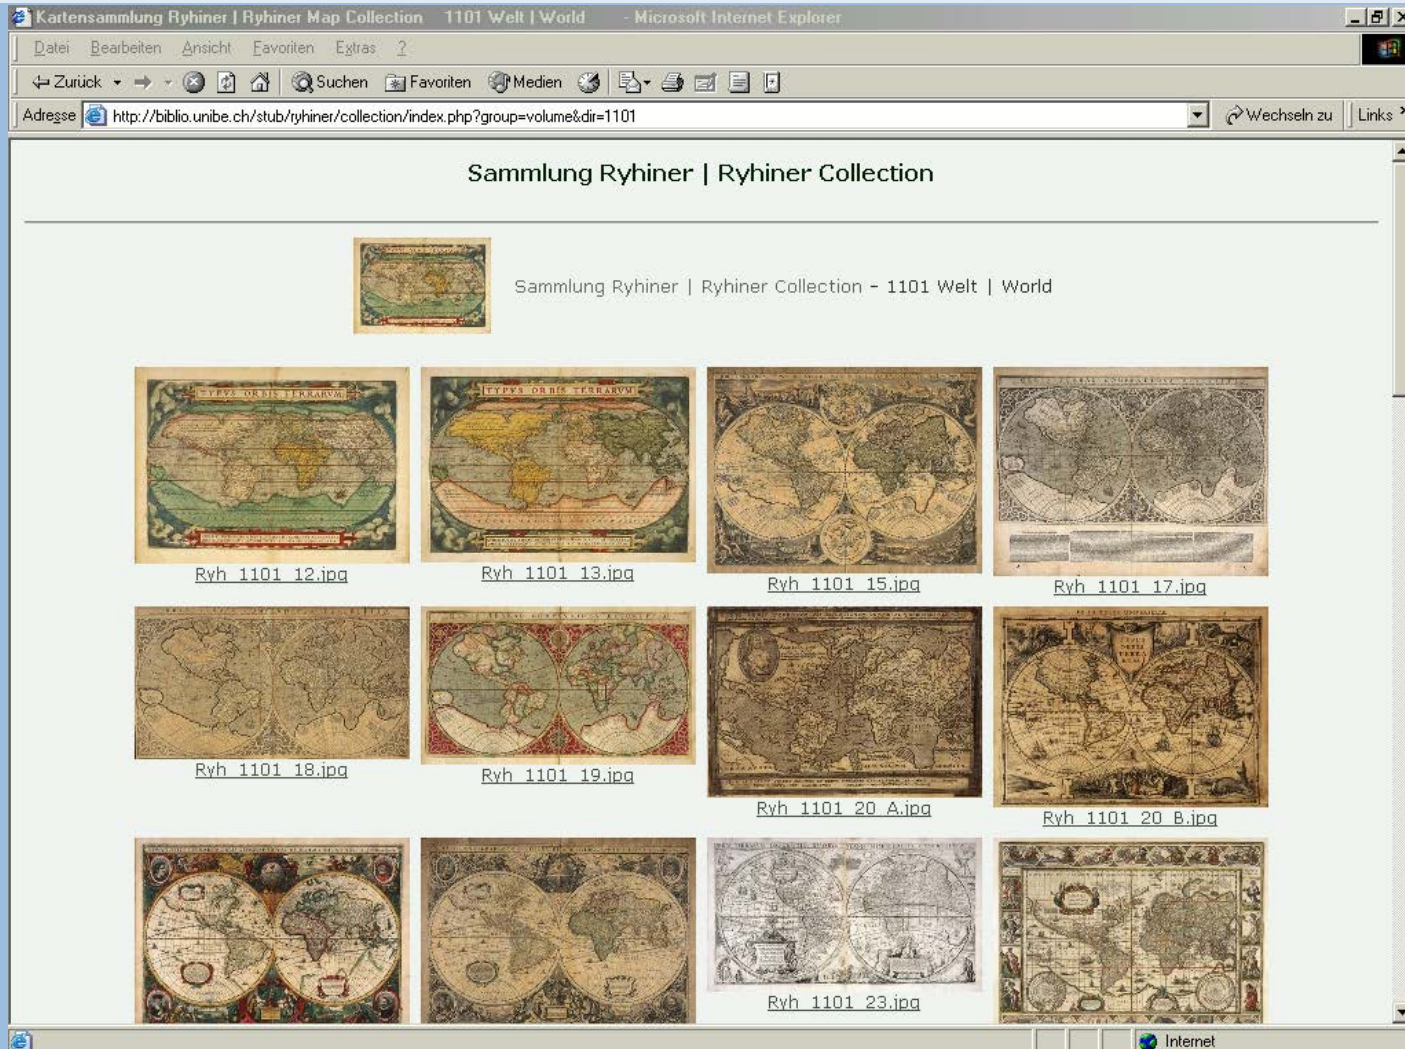 Kartensammlung Ryhiner | Ryhiner Map Collection 1101 Welt | World - Microsoft Internet Explorer
Datei Bearbeiten Ansicht Favoriten Extras ?
Zurück Suchen Favoriten Medien
Adresse http://biblio.unibe.ch/stub/ryhiner/collection/index.php?group=volume&dir=1101 Wechseln zu Links »
Sammlung Ryhiner | Ryhiner Collection
Sammlung Ryhiner | Ryhiner Collection - 1101 Welt | World
TYPVS ORBIS TERRARVM
TYPVS ORBIS TERRARVM
Ryh_1101_12.jpg
Ryh_1101_13.jpg
Ryh_1101_15.jpg
Ryh_1101_17.jpg
Ryh_1101_18.jpg
Ryh_1101_19.jpg
Ryh_1101_20_A.jpg
Ryh_1101_20_B.jpg
Ryh_1101_23.jpg
Internet